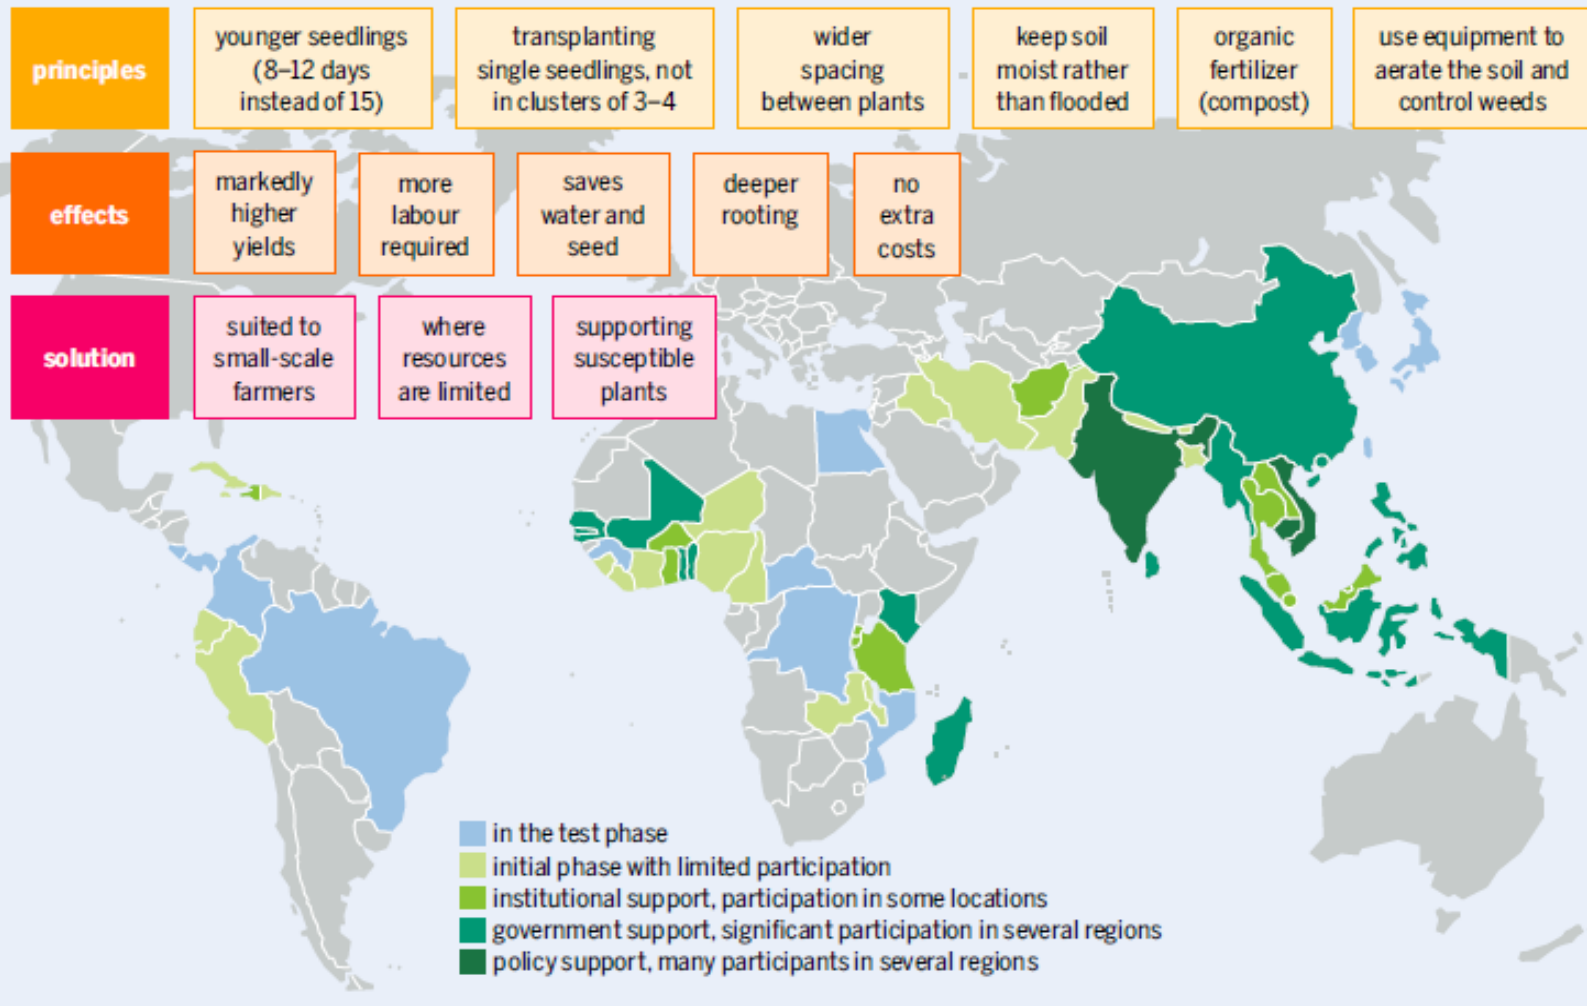 principles
younger seedlings
(8–12 days
instead of 15)
transplanting
single seedlings, not
in clusters of 3–4
wider
spacing
between plants
keep soil
moist rather
than flooded
organic
fertilizer
(compost)
use equipment to
aerate the soil and
control weeds
effects
markedly
higher
yields
more
labour
required
saves
water and
seed
deeper
rooting
no
extra
costs
solution
suited to
small-scale
farmers
where
resources
are limited
supporting
susceptible
plants
in the test phase
initial phase with limited participation
institutional support, participation in some locations
government support, significant participation in several regions
policy support, many participants in several regions